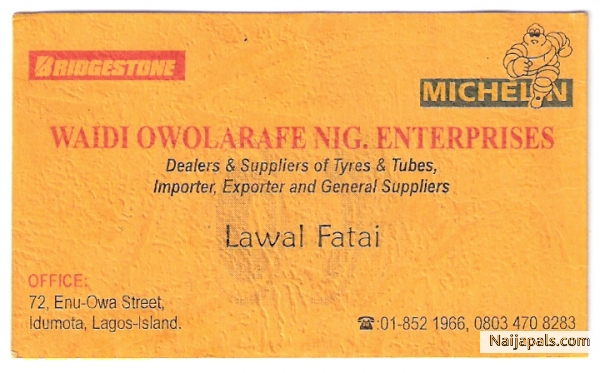 BRIDGESTONE
MICHELIN
WAIDI OWOLARAFE NIG. ENTERPRISES
Dealers & Suppliers of Tyres & Tubes,
Importer, Exporter and General Suppliers
Lawal Fatai
OFFICE:
72, Enu-Owa Street,
Idumota, Lagos-Island.
☎:01-852 1966, 0803 470 8283
Naijapals.com